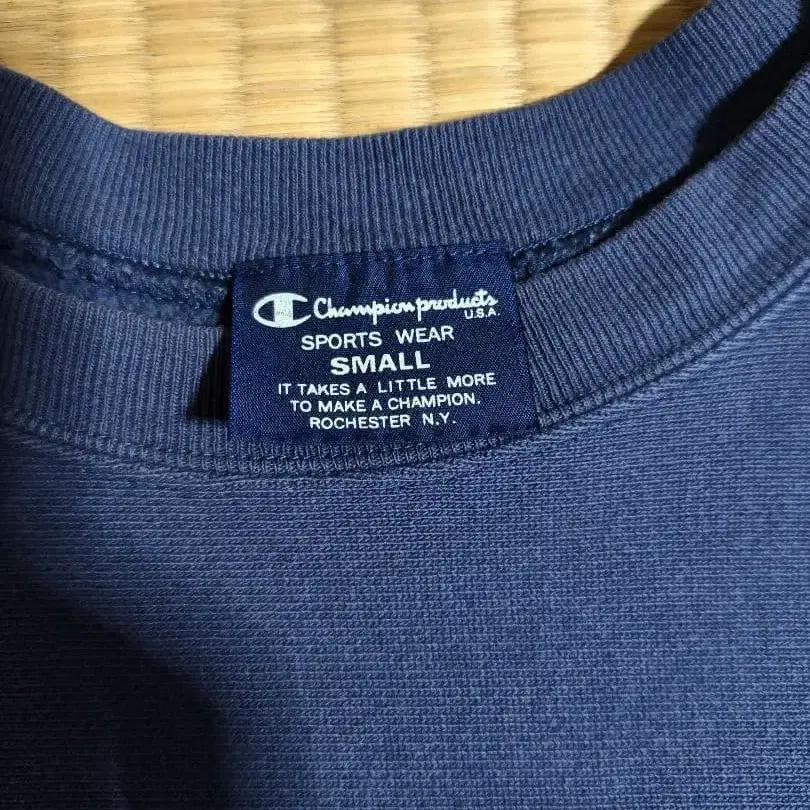 Champion products
U.S.A.
SPORTS WEAR
SMALL
IT TAKES A LITTLE MORE
TO MAKE A CHAMPION.
ROCHESTER N.Y.